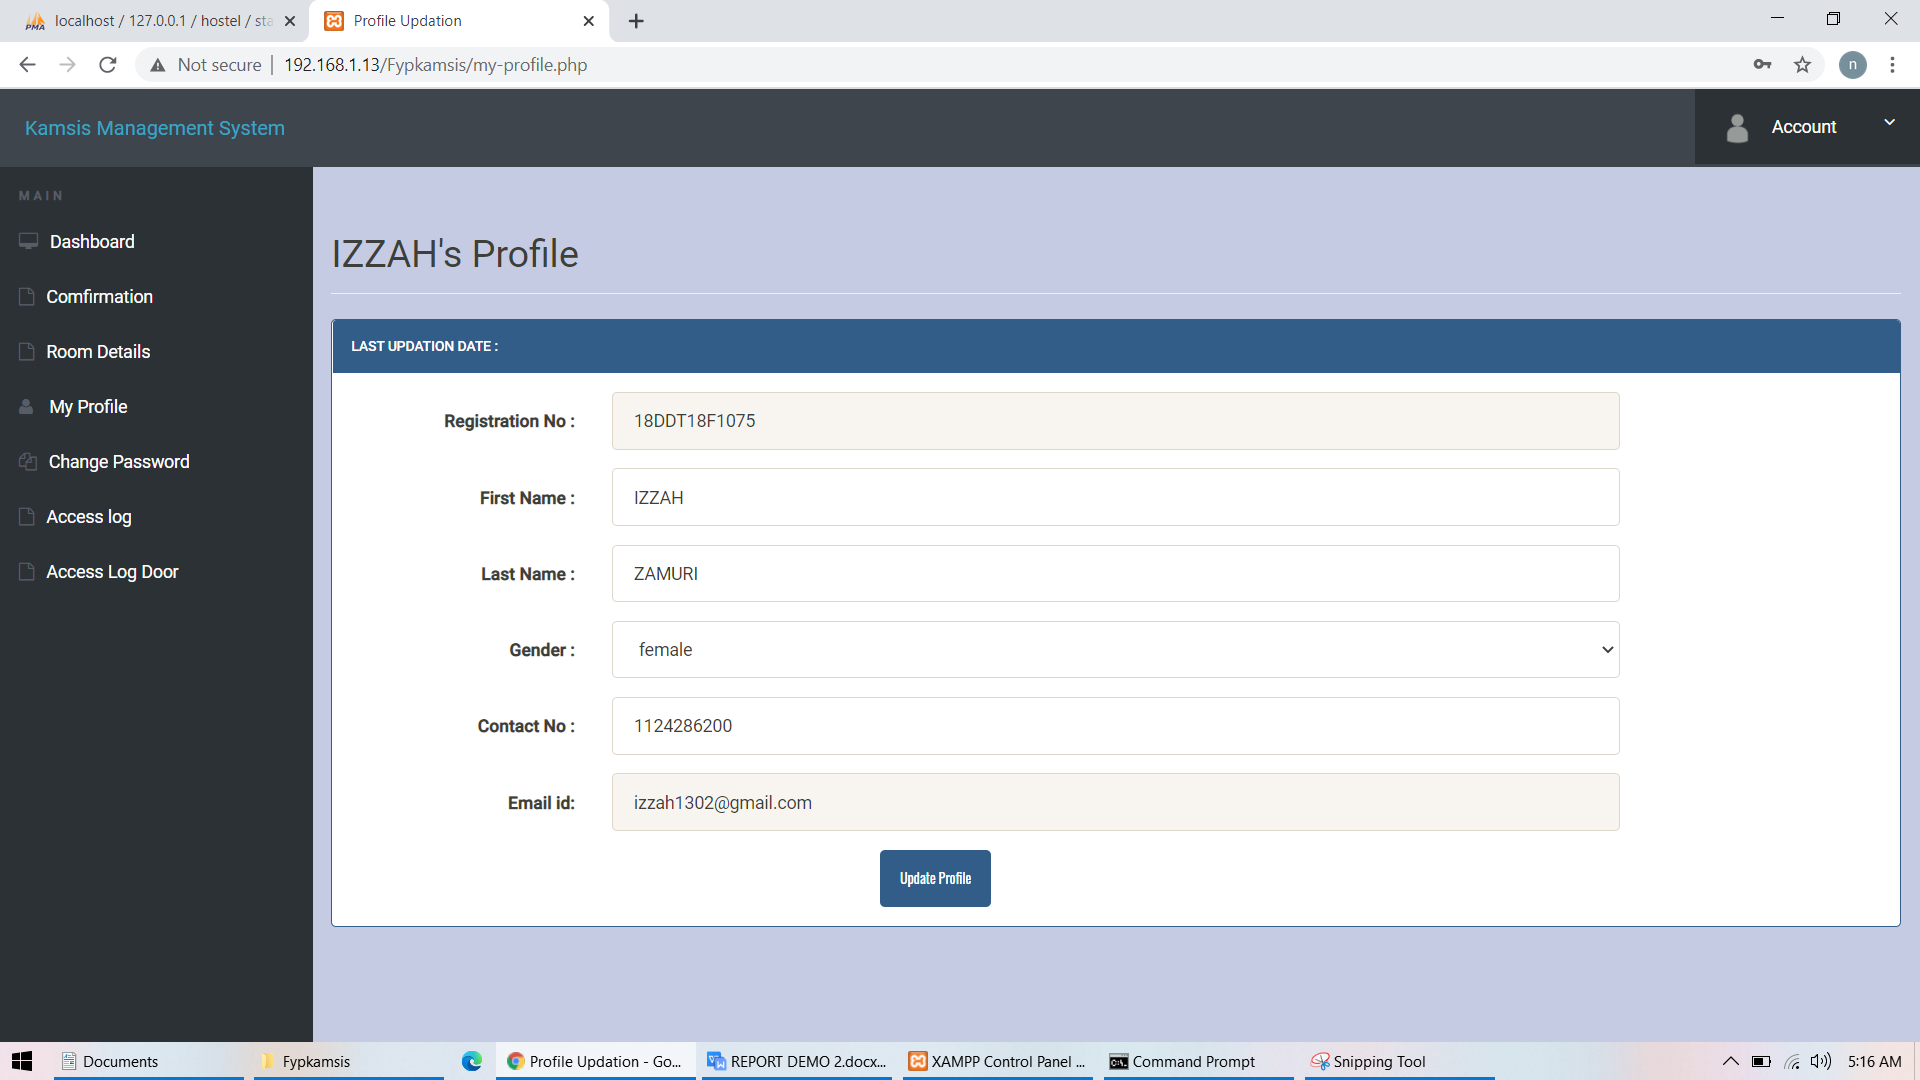 localhost / 127.0.0.1 / hostel / sta
Profile Updation
Not secure
192.168.1.13/Fypkamsis/my-profile.php
n
Kamsis Management System
Account
MAIN
Dashboard
Comfirmation
Room Details
My Profile
Change Password
Access log
Access Log Door
IZZAH's Profile
LAST UPDATION DATE :
Registration No : 18DDT18F1075
First Name : IZZAH
Last Name : ZAMURI
Gender : female
Contact No : 1124286200
Email id: izzah1302@gmail.com
Update Profile
Documents
Fypkamsis
Profile Updation - Go...
REPORT DEMO 2.docx...
XAMPP Control Panel ...
Command Prompt
Snipping Tool
5:16 AM